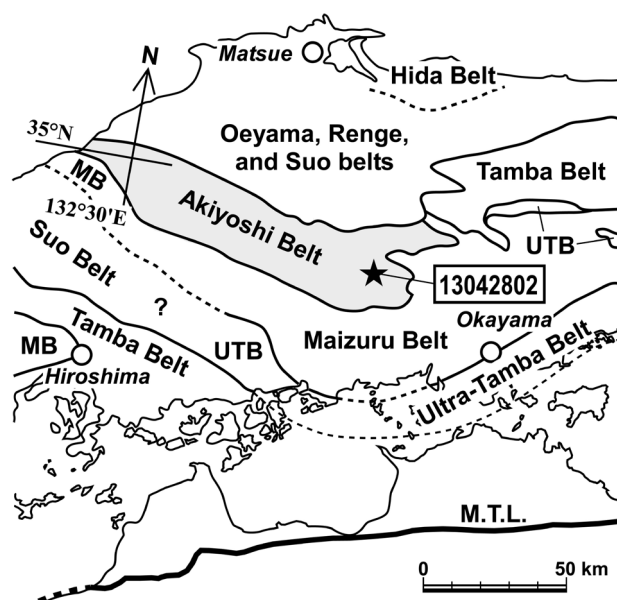 Matsue
N
Hida Belt
35°N
Oeyama, Renge,
and Suo belts
Tamba Belt
MB
132°30'E
Akiyoshi Belt
UTB
Suo Belt
13042802
?
Okayama
Maizuru Belt
MB
Tamba Belt
UTB
Hiroshima
Ultra-Tamba Belt
M.T.L.
0
50 km